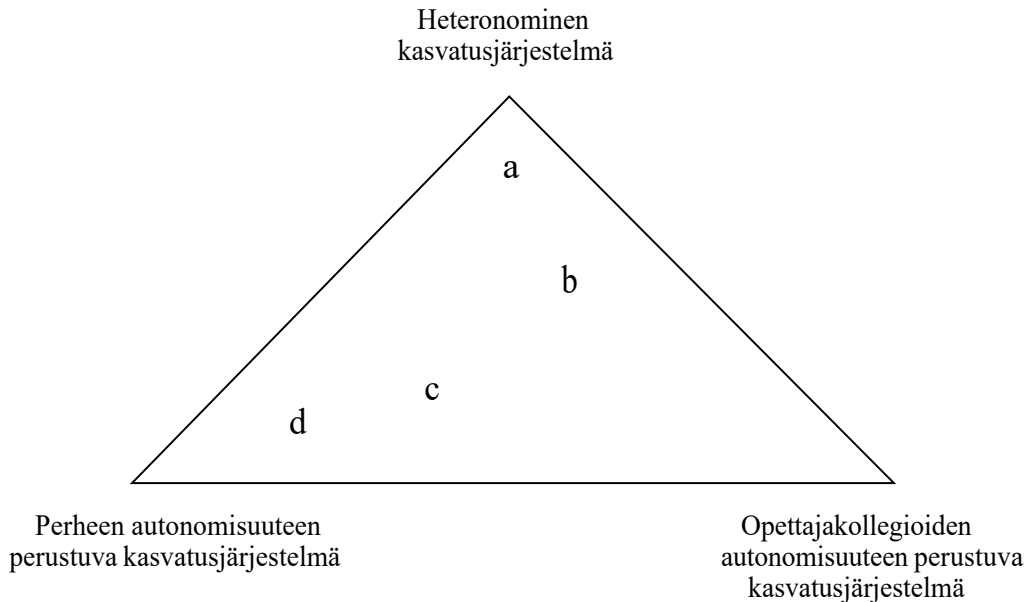 Heteronominen
kasvatusjärjestelmä
a
b
c
d
Perheen autonomisuuteen
perustuva kasvatusjärjestelmä
Opettajakollegioiden
autonomisuuteen perustuva
kasvatusjärjestelmä